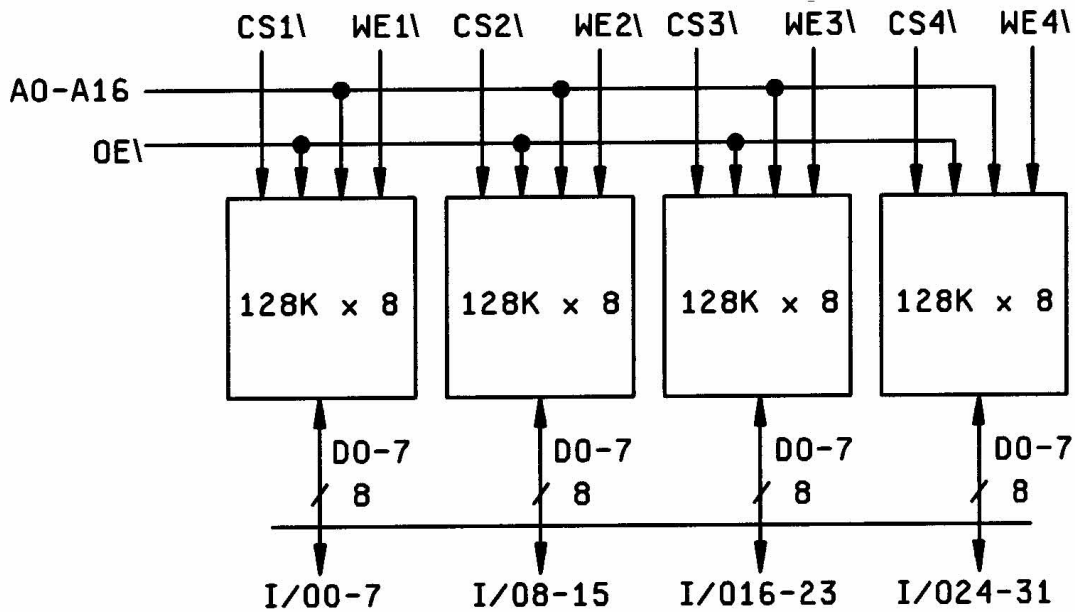 CS1\ WE1\ CS2\ WE2\ CS3\ WE3\ CS4\ WE4\
A0-A16
OE\
128K x 8 128K x 8 128K x 8 128K x 8
D0-7 D0-7 D0-7 D0-7
8 8 8 8
I/O0-7 I/O8-15 I/O16-23 I/O24-31